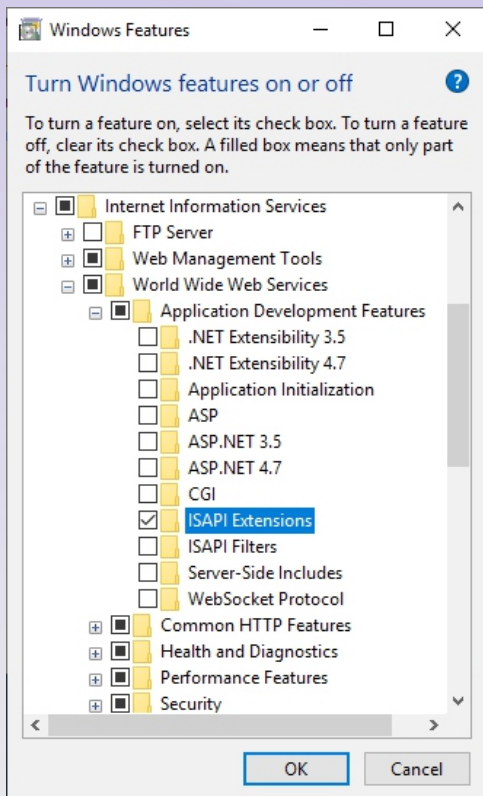 Windows Features
Turn Windows features on or off
To turn a feature on, select its check box. To turn a feature
off, clear its check box. A filled box means that only part
of the feature is turned on.
Internet Information Services
FTP Server
Web Management Tools
World Wide Web Services
Application Development Features
.NET Extensibility 3.5
.NET Extensibility 4.7
Application Initialization
ASP
ASP.NET 3.5
ASP.NET 4.7
CGI
ISAPI Extensions
ISAPI Filters
Server-Side Includes
WebSocket Protocol
Common HTTP Features
Health and Diagnostics
Performance Features
Security
OK Cancel